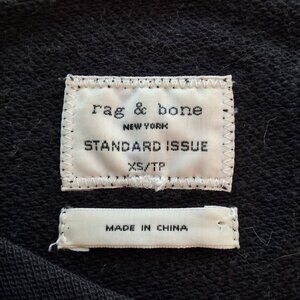 rag & bone
NEW YORK
STANDARD ISSUE
XS/TP
MADE IN CHINA